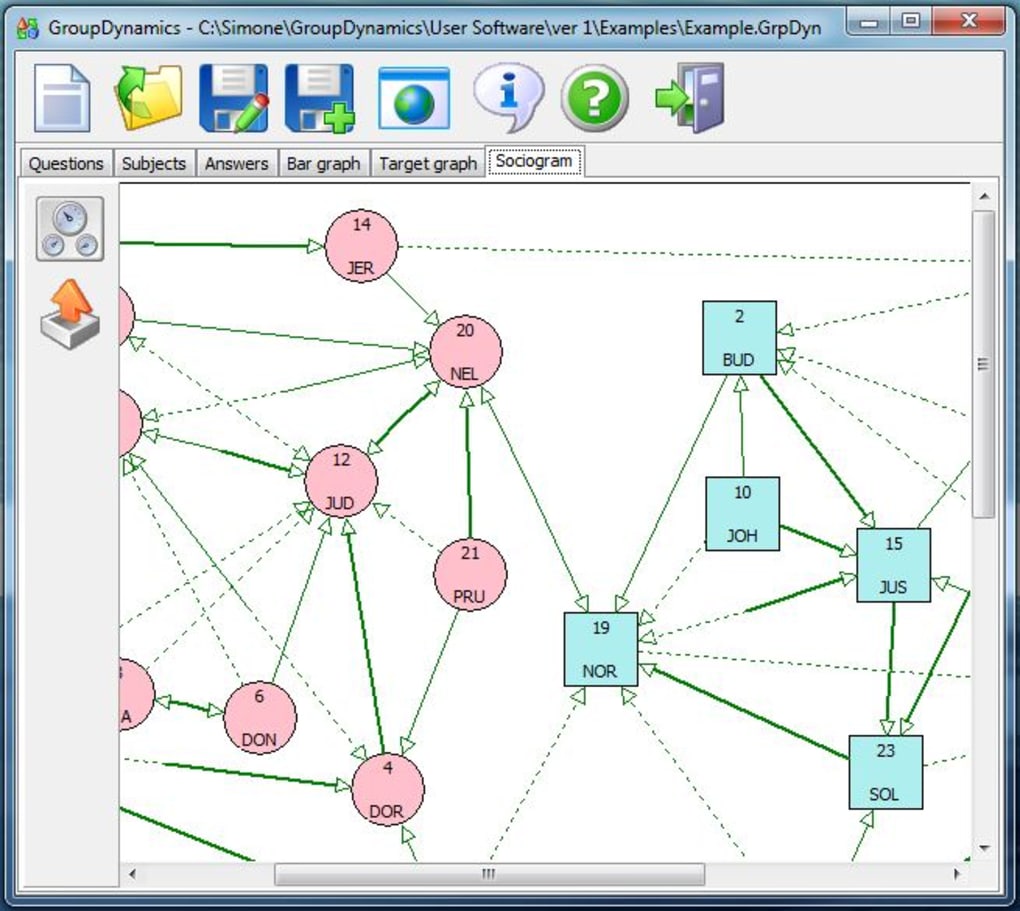 GroupDynamics - C:\Simone\GroupDynamics\User Software\ver 1\Examples\Example.GrpDyn
Questions
Subjects
Answers
Bar graph
Target graph
Sociogram
14
JER
20
NEL
2
BUD
12
JUD
10
JOH
15
JUS
21
PRU
19
NOR
A
6
DON
23
SOL
4
DOR